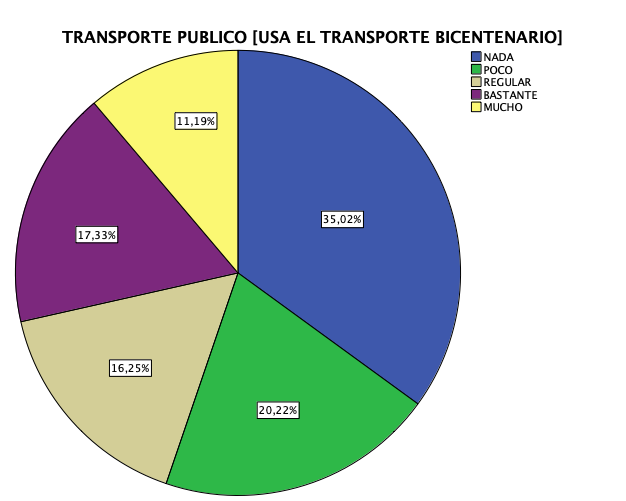 TRANSPORTE PUBLICO [USA EL TRANSPORTE BICENTENARIO]
NADA
POCO
REGULAR
BASTANTE
MUCHO
11,19%
35,02%
17,33%
16,25%
20,22%